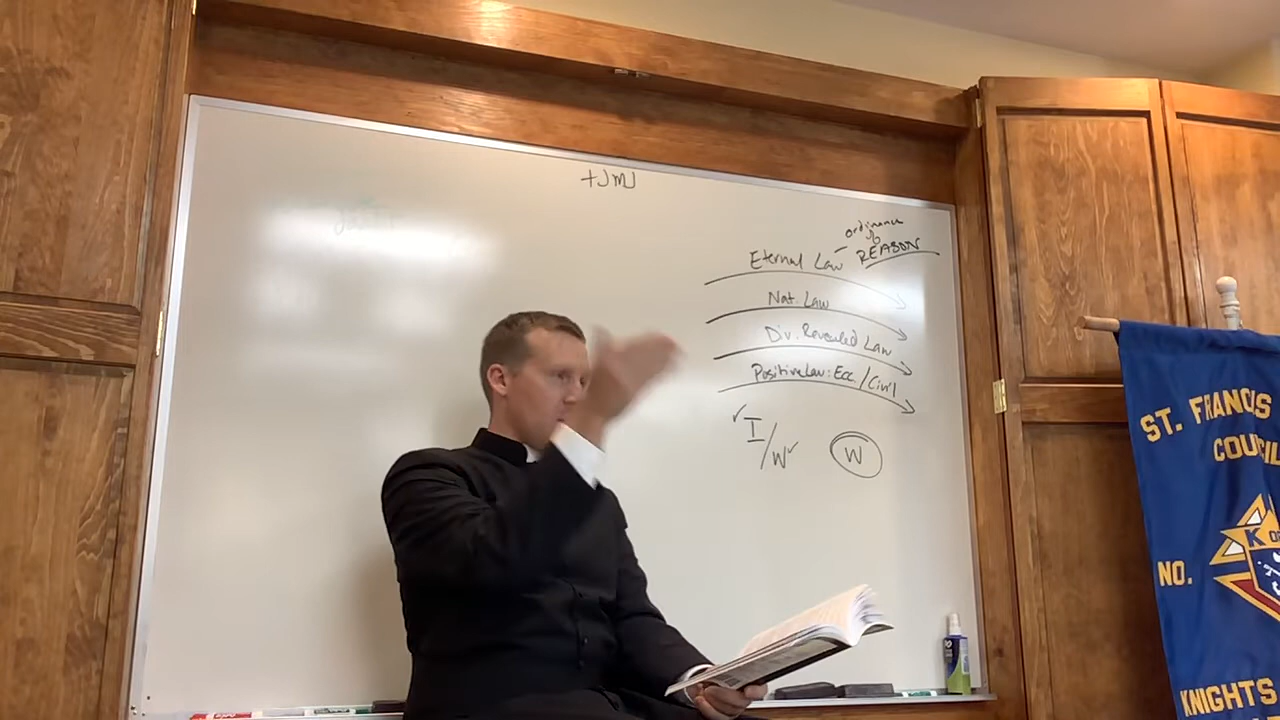 +JMJ
ordinance
of
REASON
Eternal Law –
Nat. Law
Div. Revealed Law
Positive Law: Ecc. / Civil
I / W
W
ST. FRANCIS
COUNCIL
NO.
K OF
KNIGHTS